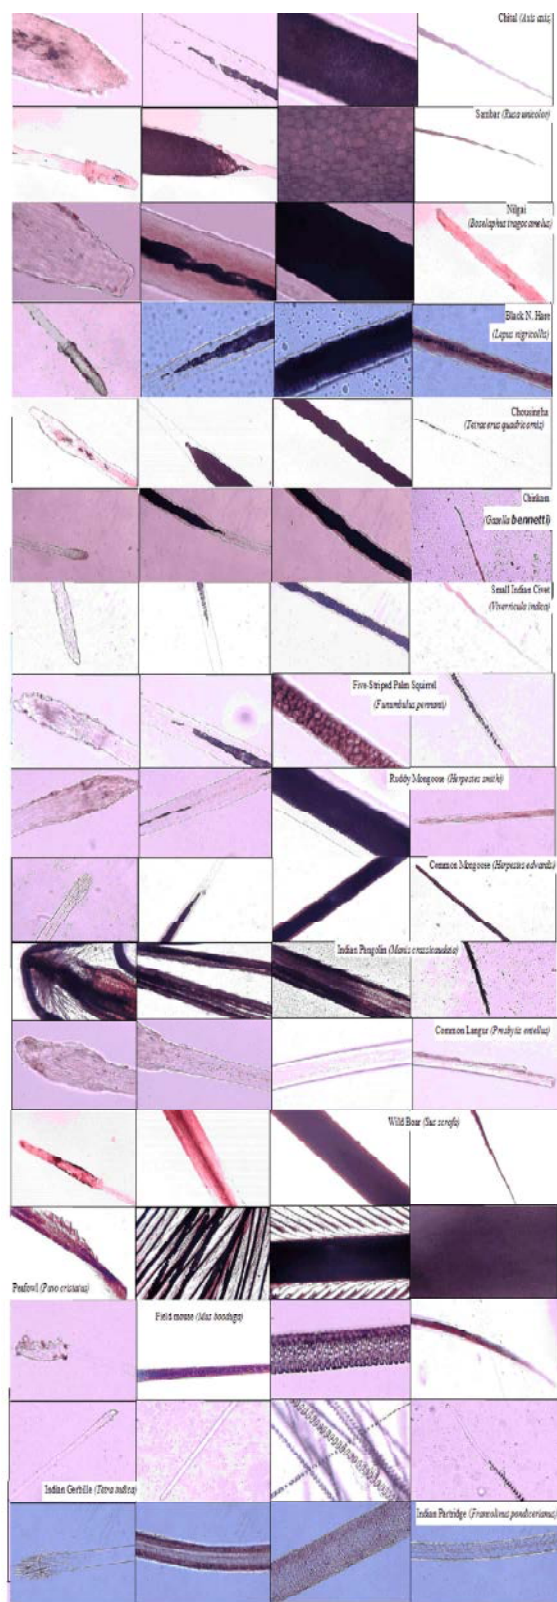 Chital (Axis axis)
Sambar (Rusa unicolor)
Nilgai
(Boselaphus tragocamelus)
Black N. Hare
(Lepus nigricollis)
Chousingha
(Tetracerus quadricornis)
Chinkara
(Gazella bennetti)
Small Indian Civet
(Viverricula indica)
Five-Striped Palm Squirrel
(Funumbulus pennanti)
Ruddy Mongoose (Herpestes smithi)
Common Mongoose (Herpestes edwardsi)
Indian Pangolin (Manis crassicaudata)
Common Langur (Presbytis entellus)
Wild Boar (Sus scrofa)
Peafowl (Pavo cristatus)
Field mouse (Mus booduga)
Indian Gerbille (Tetra indica)
Indian Partridge (Francolinus pondicerianus)